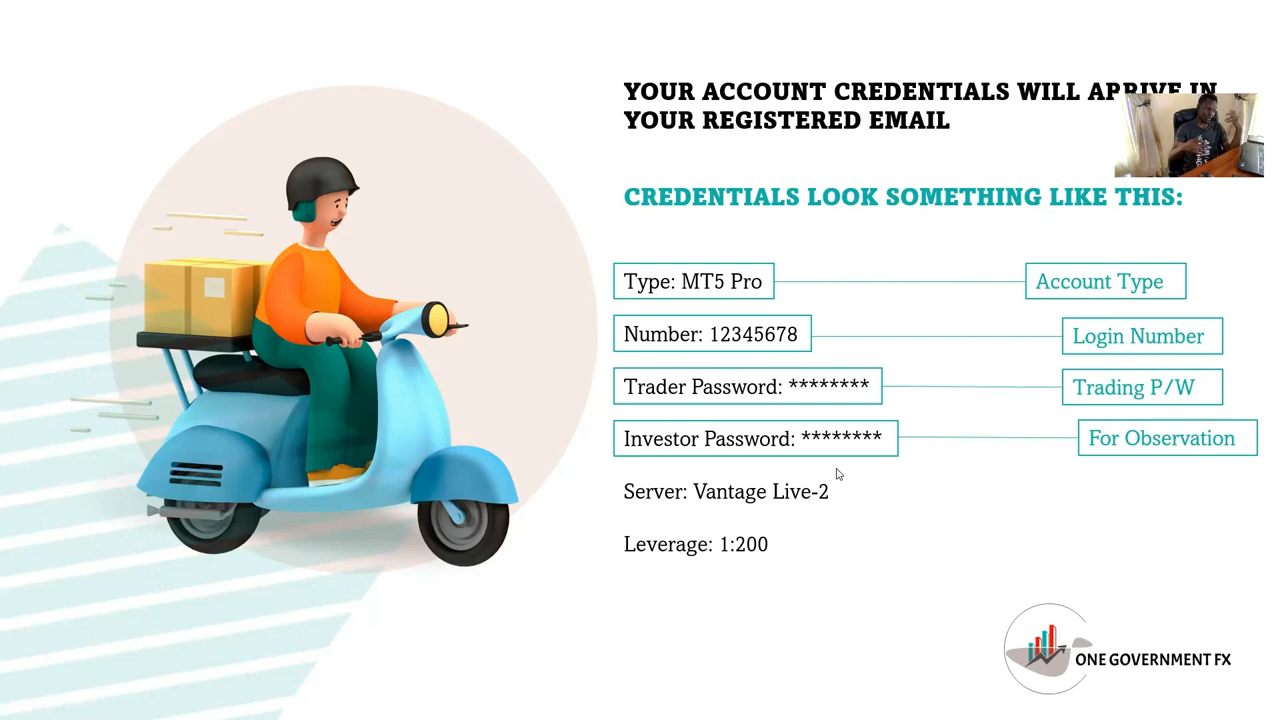 YOUR ACCOUNT CREDENTIALS WILL ARRIVE IN
YOUR REGISTERED EMAIL
CREDENTIALS LOOK SOMETHING LIKE THIS:
Type: MT5 Pro
Account Type
Number: 12345678
Login Number
Trader Password: ********
Trading P/W
Investor Password: ********
For Observation
Server: Vantage Live-2
Leverage: 1:200
ONE GOVERNMENT FX